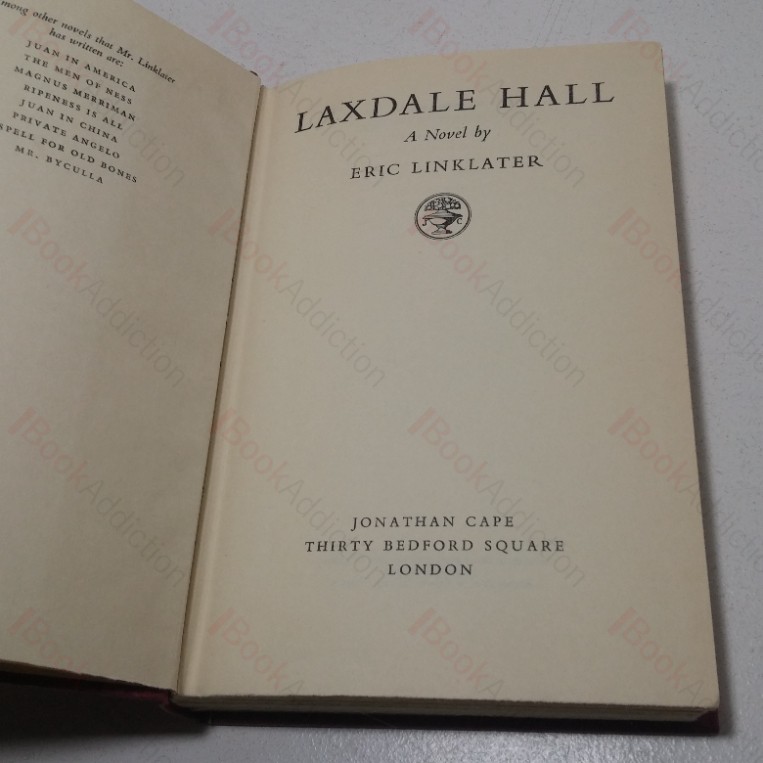 mong other novels that Mr. Linklater
has written are:
JUAN IN AMERICA
THE MEN OF NESS
MAGNUS MERRIMAN
RIPENESS IS ALL
JUAN IN CHINA
PRIVATE ANGELO
SPELL FOR OLD BONES
MR. BYCULLA
LAXDALE HALL
A Novel by
ERIC LINKLATER
J C
JONATHAN CAPE
THIRTY BEDFORD SQUARE
LONDON
BookAddiction